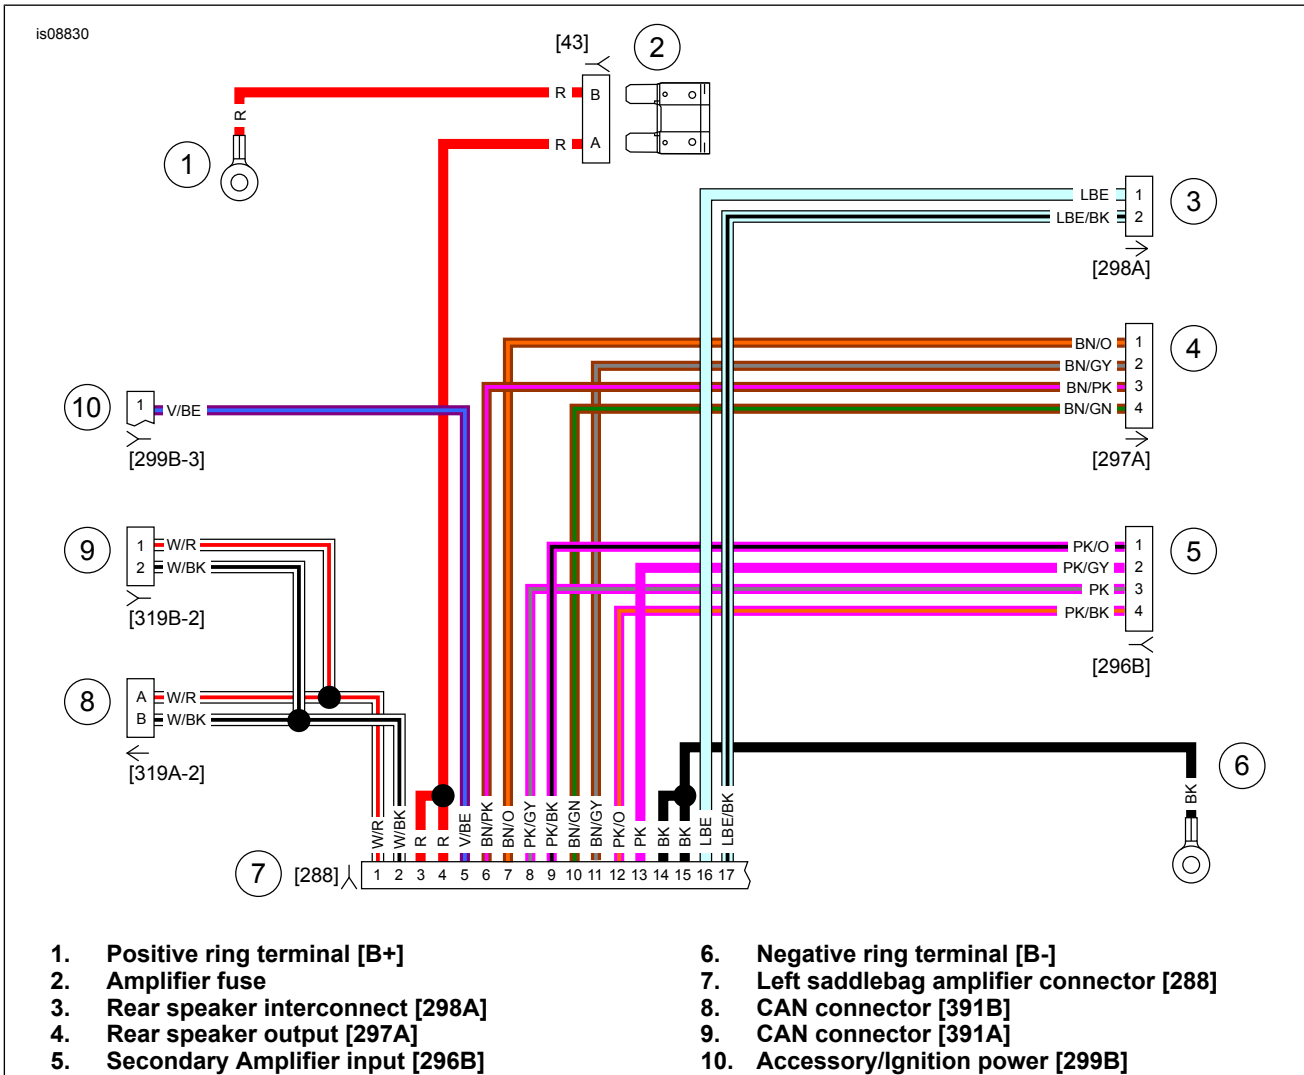 is08830
[43]
2
R
B
R
A
R
1
LBE
1
LBE/BK
2
3
[298A]
BN/O
1
BN/GY
2
BN/PK
3
BN/GN
4
4
[297A]
10
1
V/BE
[299B-3]
9
1
W/R
2
W/BK
[319B-2]
PK/O
1
PK/GY
2
PK
3
PK/BK
4
5
[296B]
8
A
W/R
B
W/BK
[319A-2]
6
BK
W/R
W/BK
R
R
V/BE
BN/PK
BN/O
PK/GY
PK/BK
BN/GN
BN/GY
PK/O
PK
BK
BK
LBE
LBE/BK
7
[288]
1 2 3 4 5 6 7 8 9 10 11 12 13 14 15 16 17
1. Positive ring terminal [B+]
2. Amplifier fuse
3. Rear speaker interconnect [298A]
4. Rear speaker output [297A]
5. Secondary Amplifier input [296B]
6. Negative ring terminal [B-]
7. Left saddlebag amplifier connector [288]
8. CAN connector [391B]
9. CAN connector [391A]
10. Accessory/Ignition power [299B]